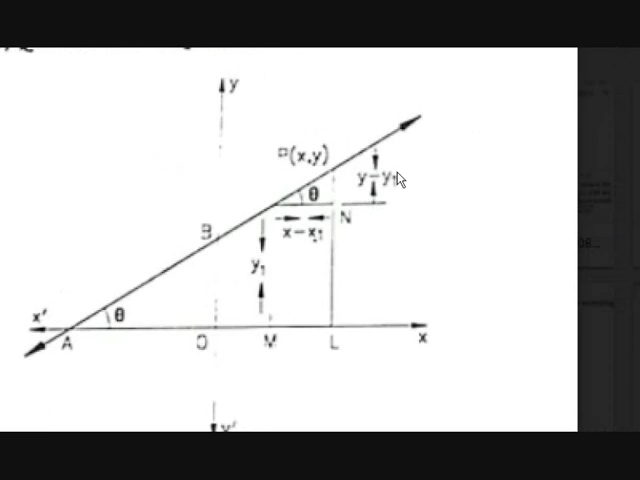 y
P(x,y)
y-y₁
θ
N
x-x₁
B
y₁
x'
θ
A
O
M
L
x
y'